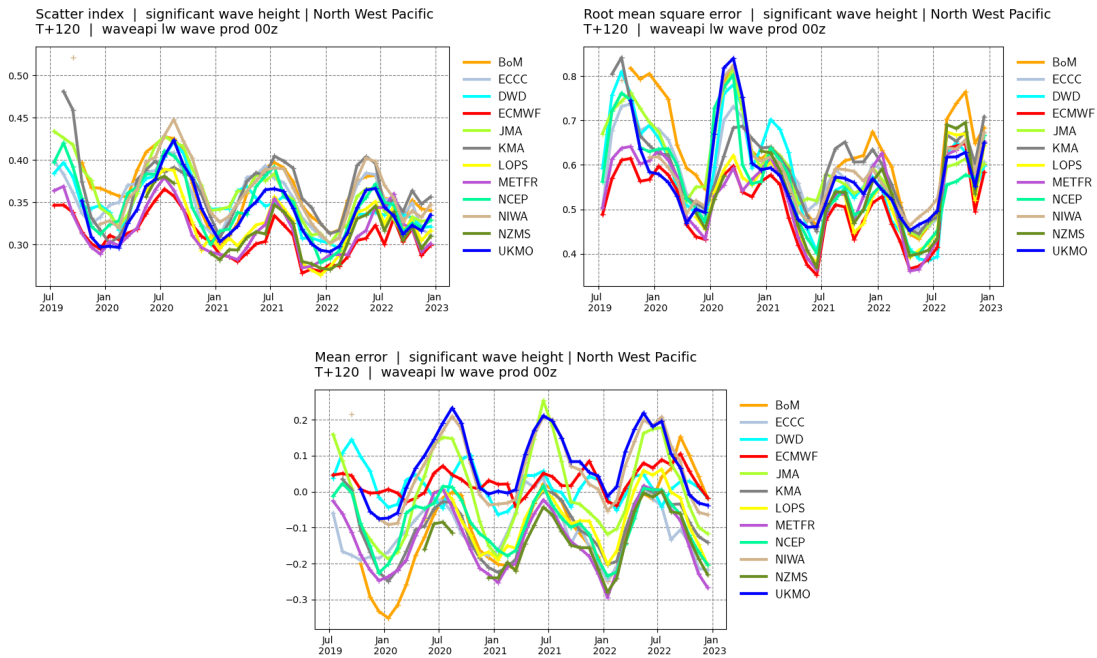 Scatter index | significant wave height | North West Pacific
T+120 | waveapi lw wave prod 00z
0.50
0.45
0.40
0.35
0.30
Jul
2019
Jan
2020
Jul
2020
Jan
2021
Jul
2021
Jan
2022
Jul
2022
Jan
2023
BoM
ECCC
DWD
ECMWF
JMA
KMA
LOPS
METFR
NCEP
NIWA
NZMS
UKMO
Root mean square error | significant wave height | North West Pacific
T+120 | waveapi lw wave prod 00z
0.8
0.7
0.6
0.5
0.4
Jul
2019
Jan
2020
Jul
2020
Jan
2021
Jul
2021
Jan
2022
Jul
2022
Jan
2023
BoM
ECCC
DWD
ECMWF
JMA
KMA
LOPS
METFR
NCEP
NIWA
NZMS
UKMO
Mean error | significant wave height | North West Pacific
T+120 | waveapi lw wave prod 00z
0.2
0.1
0.0
−0.1
−0.2
−0.3
Jul
2019
Jan
2020
Jul
2020
Jan
2021
Jul
2021
Jan
2022
Jul
2022
Jan
2023
BoM
ECCC
DWD
ECMWF
JMA
KMA
LOPS
METFR
NCEP
NIWA
NZMS
UKMO